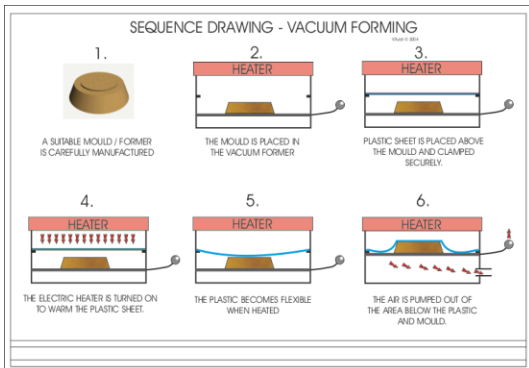 SEQUENCE DRAWING - VACUUM FORMING
V.Ryan © 2004
1.
A SUITABLE MOULD / FORMER
IS CAREFULLY MANUFACTURED
2.
HEATER
THE MOULD IS PLACED IN
THE VACUUM FORMER
3.
HEATER
PLASTIC SHEET IS PLACED ABOVE
THE MOULD AND CLAMPED
SECURELY.
4.
HEATER
THE ELECTRIC HEATER IS TURNED ON
TO WARM THE PLASTIC SHEET.
5.
HEATER
THE PLASTIC BECOMES FLEXIBLE
WHEN HEATED
6.
HEATER
THE AIR IS PUMPED OUT OF
THE AREA BELOW THE PLASTIC
AND MOULD.